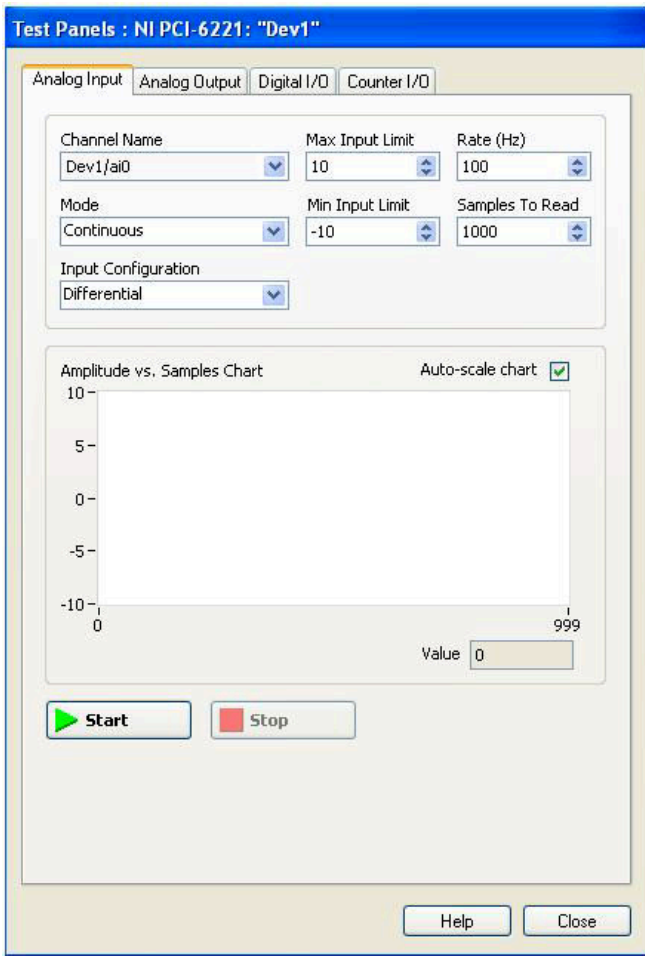 Test Panels : NI PCI-6221: "Dev1"
Analog Input Analog Output Digital I/O Counter I/O
Channel Name Max Input Limit Rate (Hz)
Dev1/ai0 10 100
Mode Min Input Limit Samples To Read
Continuous -10 1000
Input Configuration
Differential
Amplitude vs. Samples Chart Auto-scale chart
10
5
0
-5
-10
0 999
Value 0
Start Stop
Help Close